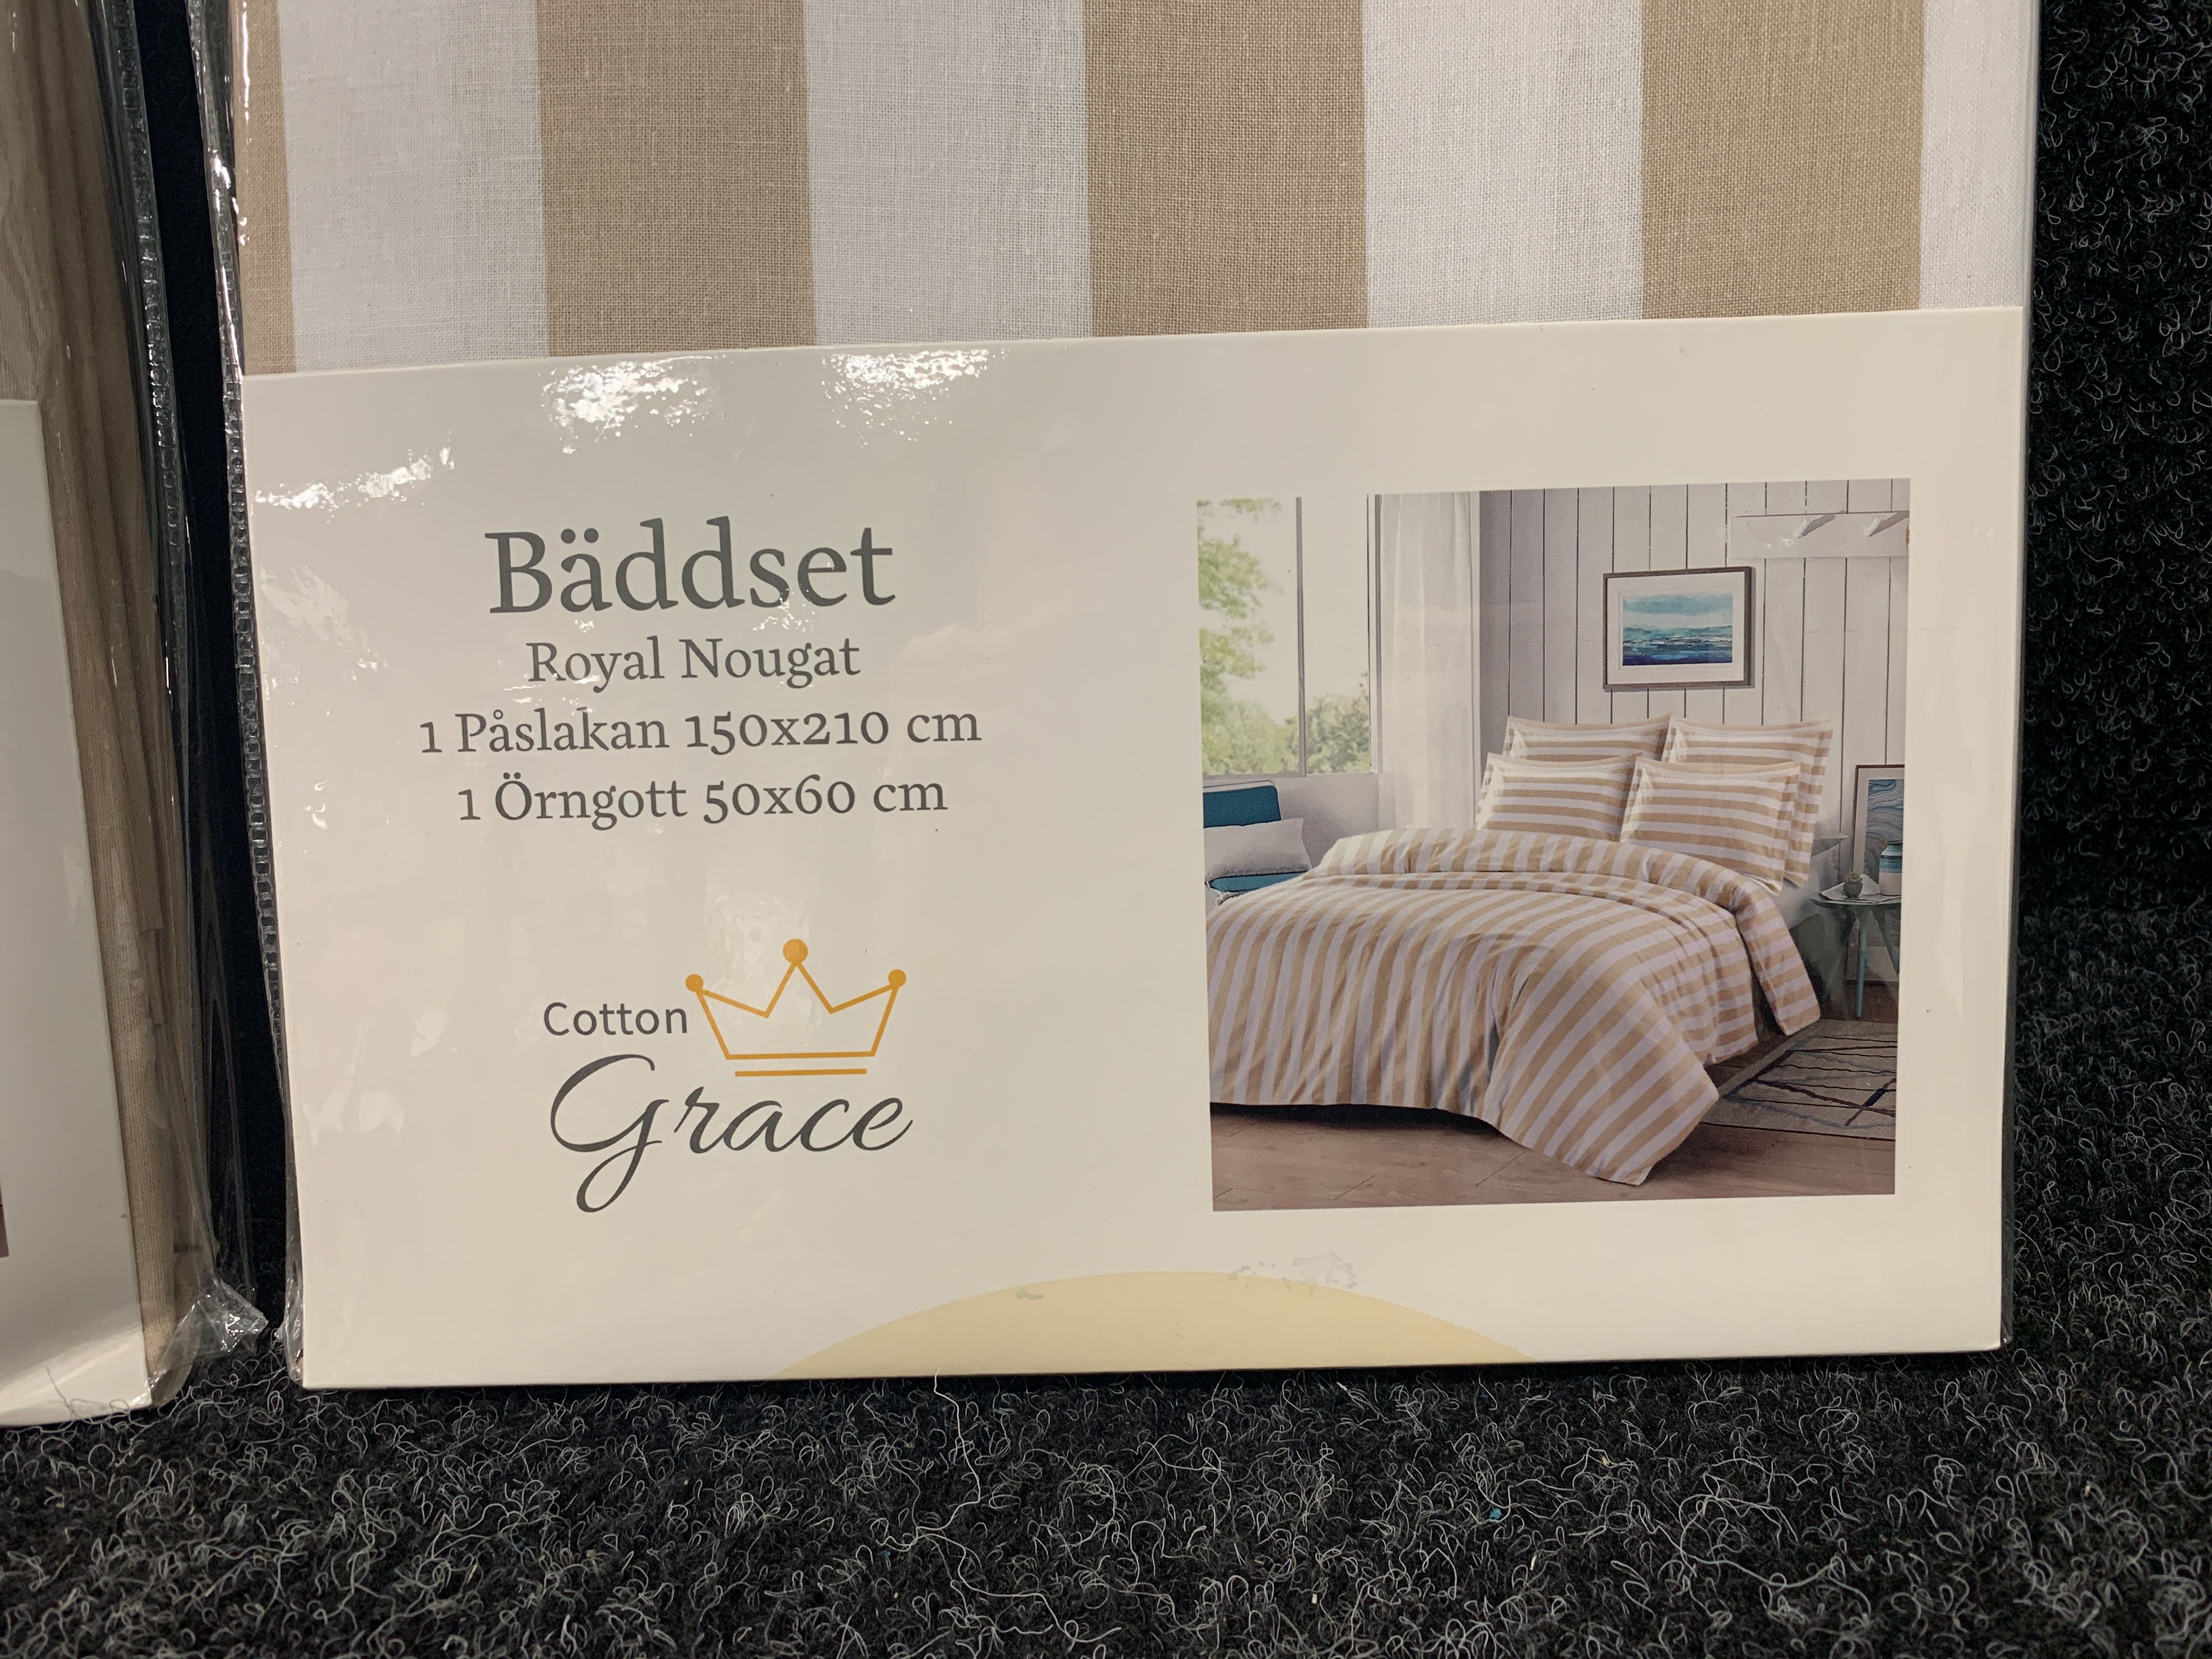 Bäddset
Royal Nougat
1 Påslakan 150x210 cm
1 Örngott 50x60 cm
Cotton
Grace